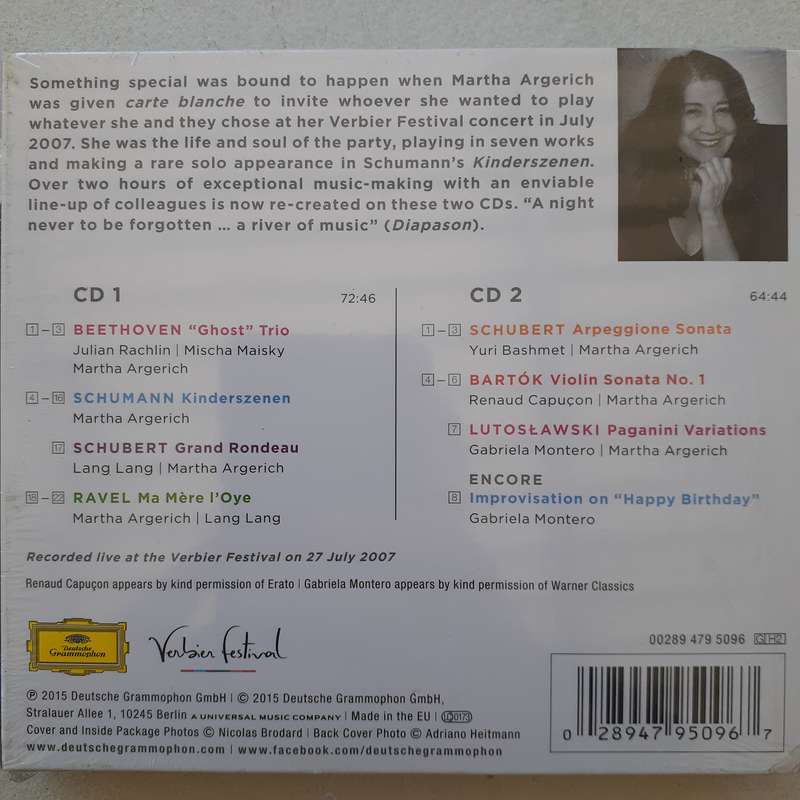 Something special was bound to happen when Martha Argerich
was given carte blanche to invite whoever she wanted to play
whatever she and they chose at her Verbier Festival concert in July
2007. She was the life and soul of the party, playing in seven works
and making a rare solo appearance in Schumann's Kinderszenen.
Over two hours of exceptional music-making with an enviable
line-up of colleagues is now re-created on these two CDs. “A night
never to be forgotten … a river of music” (Diapason).
CD 1 72:46
1–3 BEETHOVEN “Ghost” Trio
Julian Rachlin | Mischa Maisky
Martha Argerich
4–16 SCHUMANN Kinderszenen
Martha Argerich
17 SCHUBERT Grand Rondeau
Lang Lang | Martha Argerich
18–22 RAVEL Ma Mère l'Oye
Martha Argerich | Lang Lang
CD 2 64:44
1–3 SCHUBERT Arpeggione Sonata
Yuri Bashmet | Martha Argerich
4–6 BARTÓK Violin Sonata No. 1
Renaud Capuçon | Martha Argerich
7 LUTOSŁAWSKI Paganini Variations
Gabriela Montero | Martha Argerich
ENCORE
8 Improvisation on “Happy Birthday”
Gabriela Montero
Recorded live at the Verbier Festival on 27 July 2007
Renaud Capuçon appears by kind permission of Erato | Gabriela Montero appears by kind permission of Warner Classics
Deutsche
Grammophon
Verbier Festival
00289 479 5096 GH2
℗ 2015 Deutsche Grammophon GmbH | © 2015 Deutsche Grammophon GmbH,
Stralauer Allee 1, 10245 Berlin A UNIVERSAL MUSIC COMPANY | Made in the EU | LC 0173
Cover and Inside Package Photos © Nicolas Brodard | Back Cover Photo © Adriano Heitmann
www.deutschegrammophon.com | www.facebook.com/deutschegrammophon
0 28947 95096 7